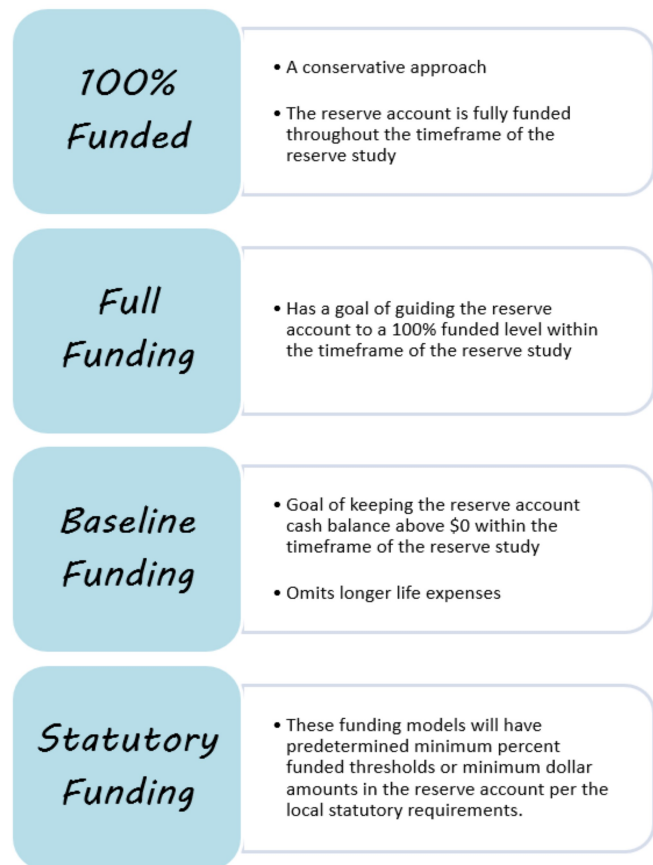 100%
Funded
• A conservative approach
• The reserve account is fully funded
throughout the timeframe of the
reserve study
Full
Funding
• Has a goal of guiding the reserve
account to a 100% funded level within
the timeframe of the reserve study
Baseline
Funding
• Goal of keeping the reserve account
cash balance above $0 within the
timeframe of the reserve study
• Omits longer life expenses
Statutory
Funding
• These funding models will have
predetermined minimum percent
funded thresholds or minimum dollar
amounts in the reserve account per the
local statutory requirements.